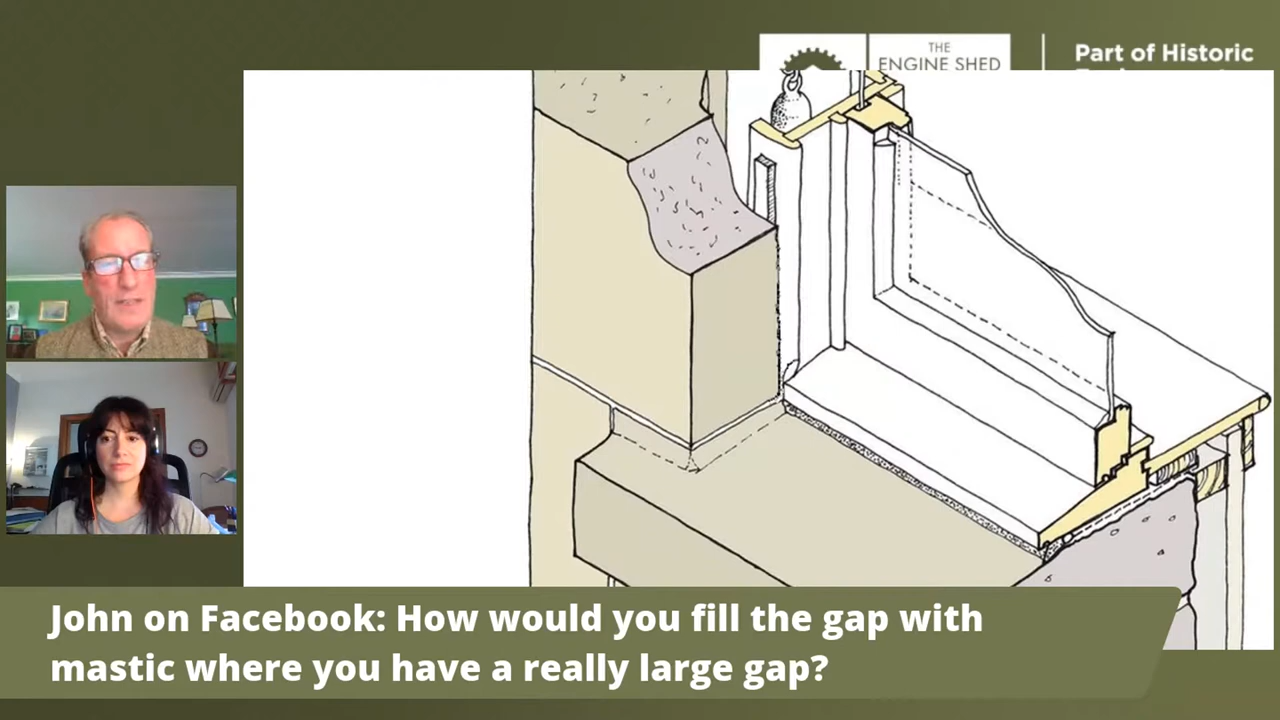 THE
ENGINE SHED
Part of Historic
John on Facebook: How would you fill the gap with
mastic where you have a really large gap?